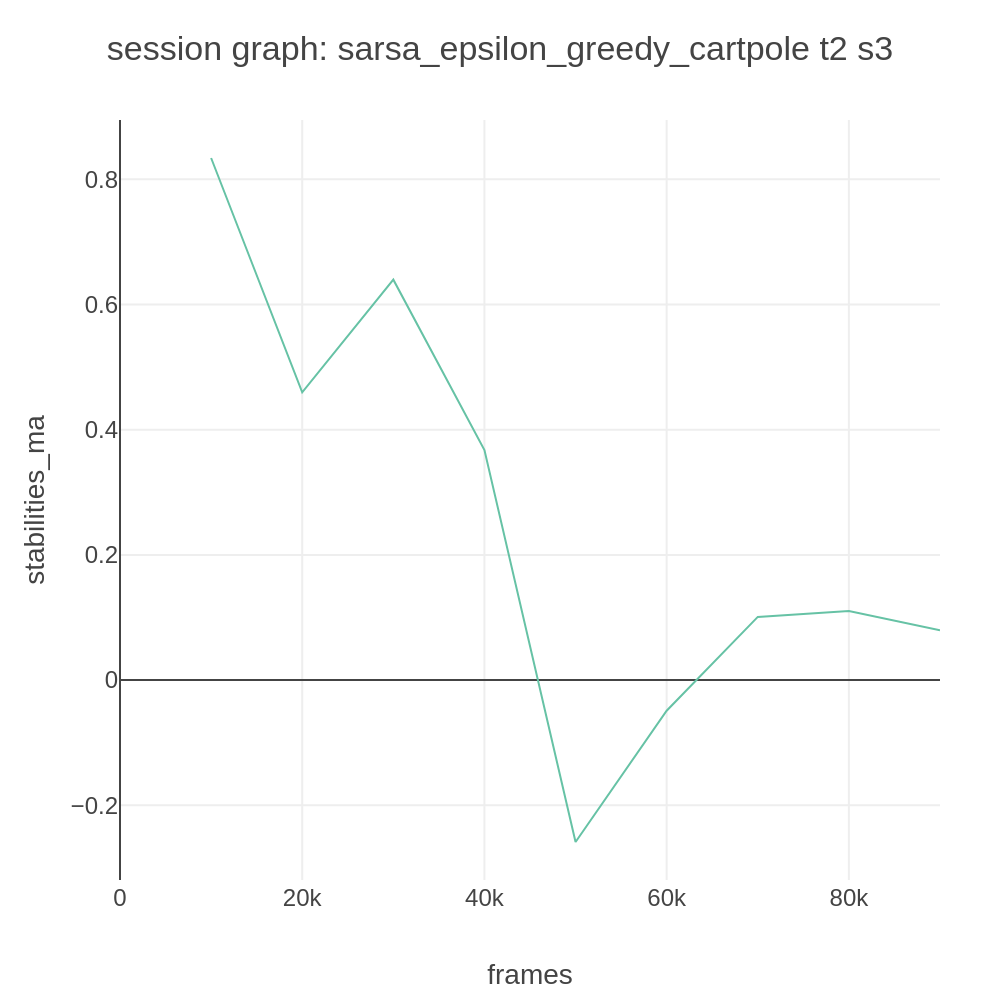 session graph: sarsa_epsilon_greedy_cartpole t2 s3
0.8
0.6
0.4
0.2
0
−0.2
stabilities_ma
0
20k
40k
60k
80k
frames